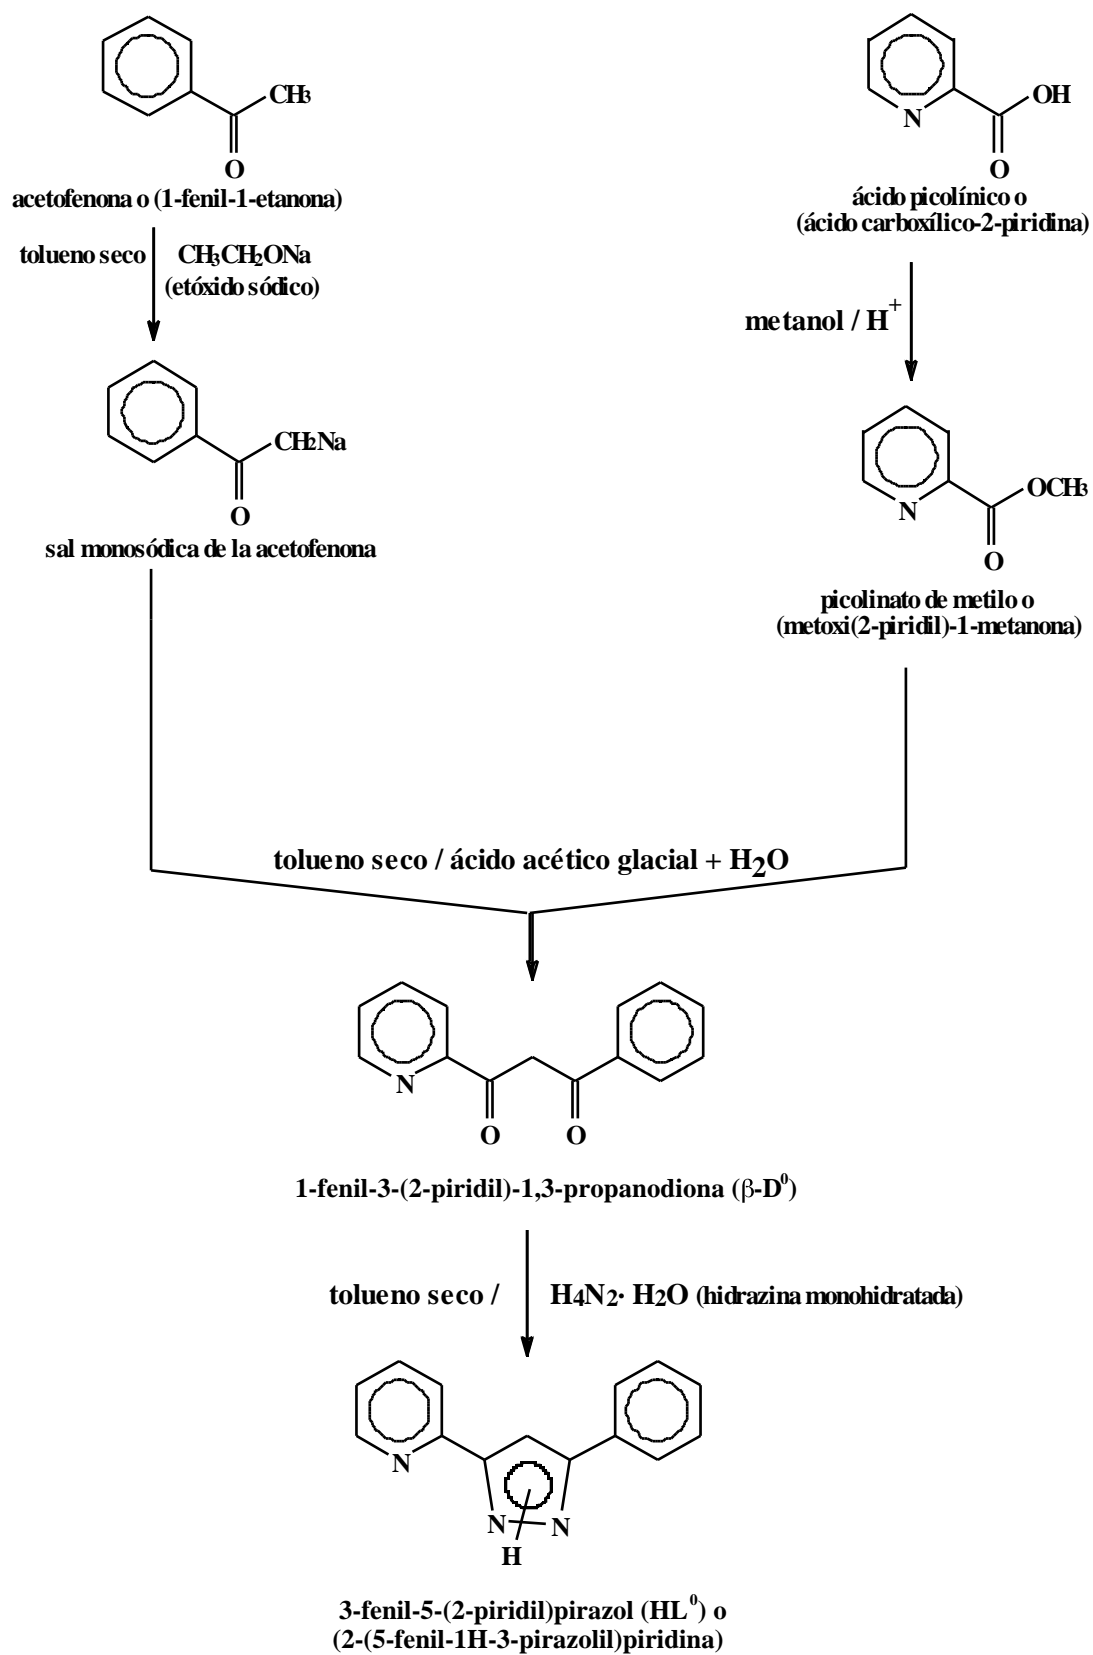 CH3
O
acetofenona o (1-fenil-1-etanona)
tolueno seco
CH3CH2ONa
(etóxido sódico)
CH2Na
O
sal monosódica de la acetofenona
N
OH
O
ácido picolínico o
(ácido carboxílico-2-piridina)
metanol / H+
N
OCH3
O
picolinato de metilo o
(metoxi(2-piridil)-1-metanona)
tolueno seco / ácido acético glacial + H2O
N
O O
1-fenil-3-(2-piridil)-1,3-propanodiona (β-D0)
tolueno seco / H4N2· H2O (hidrazina monohidratada)
N
N N
H
3-fenil-5-(2-piridil)pirazol (HL0) o
(2-(5-fenil-1H-3-pirazolil)piridina)